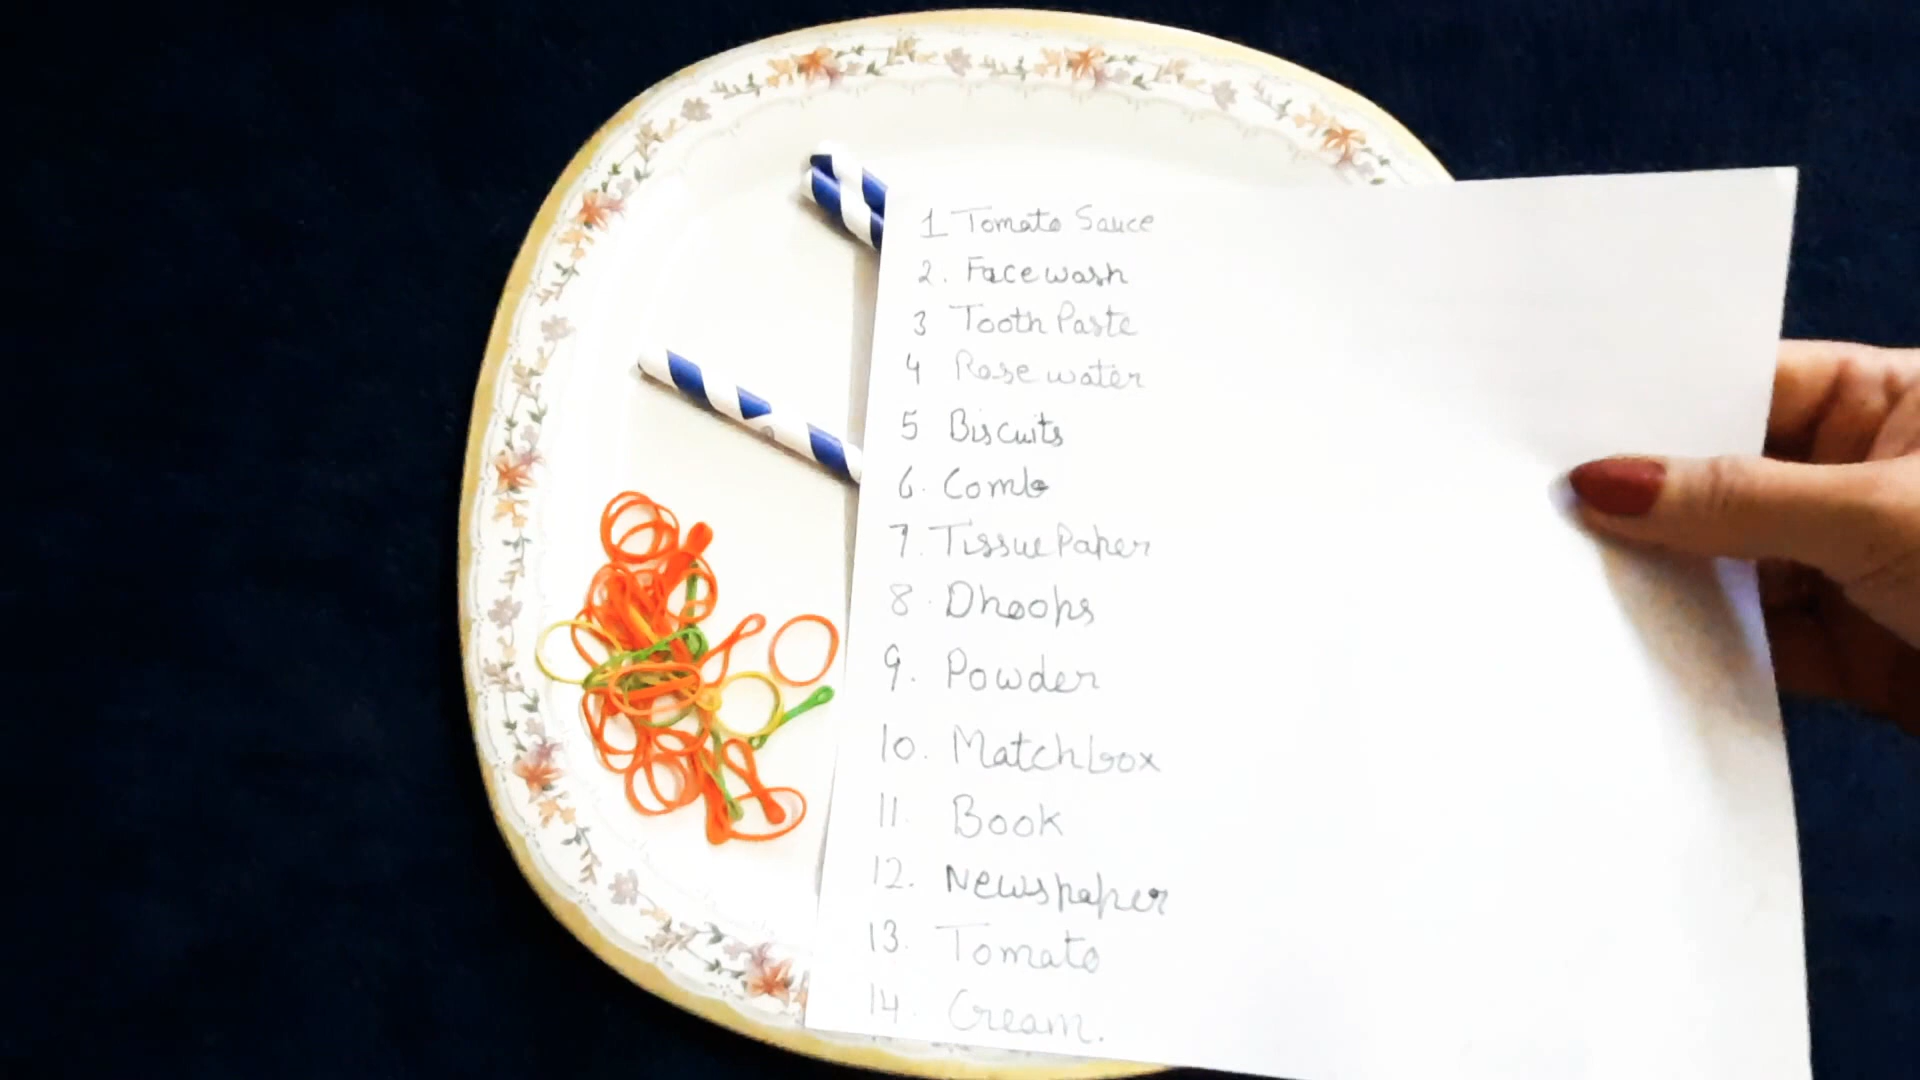 1 Tomato Sauce
2. Facewash
3 Tooth Paste
4 Rose water
5 Biscuits
6. Comb
7. Tissue Paper
8. Dhoops
9. Powder
10. Matchbox
11. Book
12. Newspaper
13. Tomato
14. Cream.